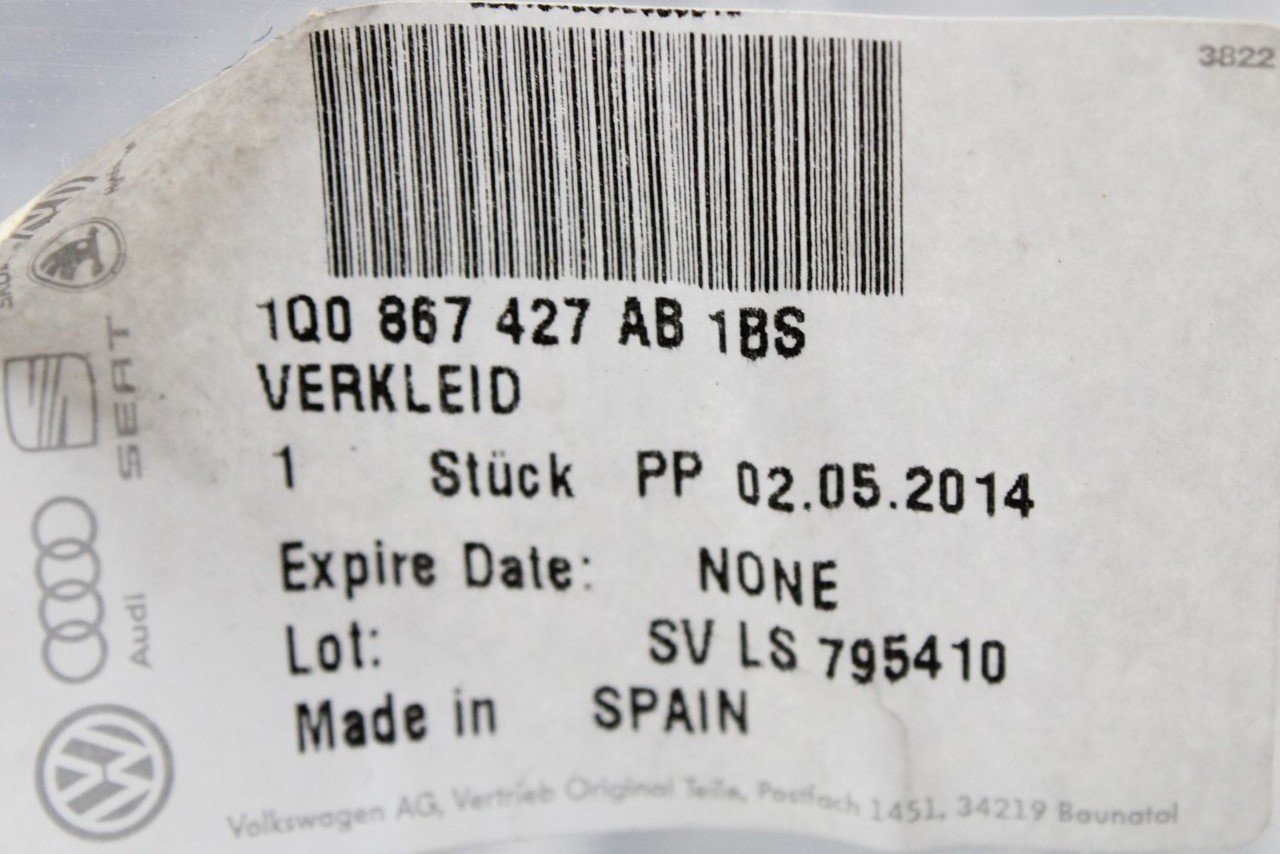 3822
1Q0 867 427 AB 1BS
VERKLEID
1 Stück PP 02.05.2014
Expire Date: NONE
Lot: SV LS 795410
Made in SPAIN
Volkswagen AG, Vertrieb Original Teile, Postfach 1451, 34219 Baunatal
SEAT
Audi